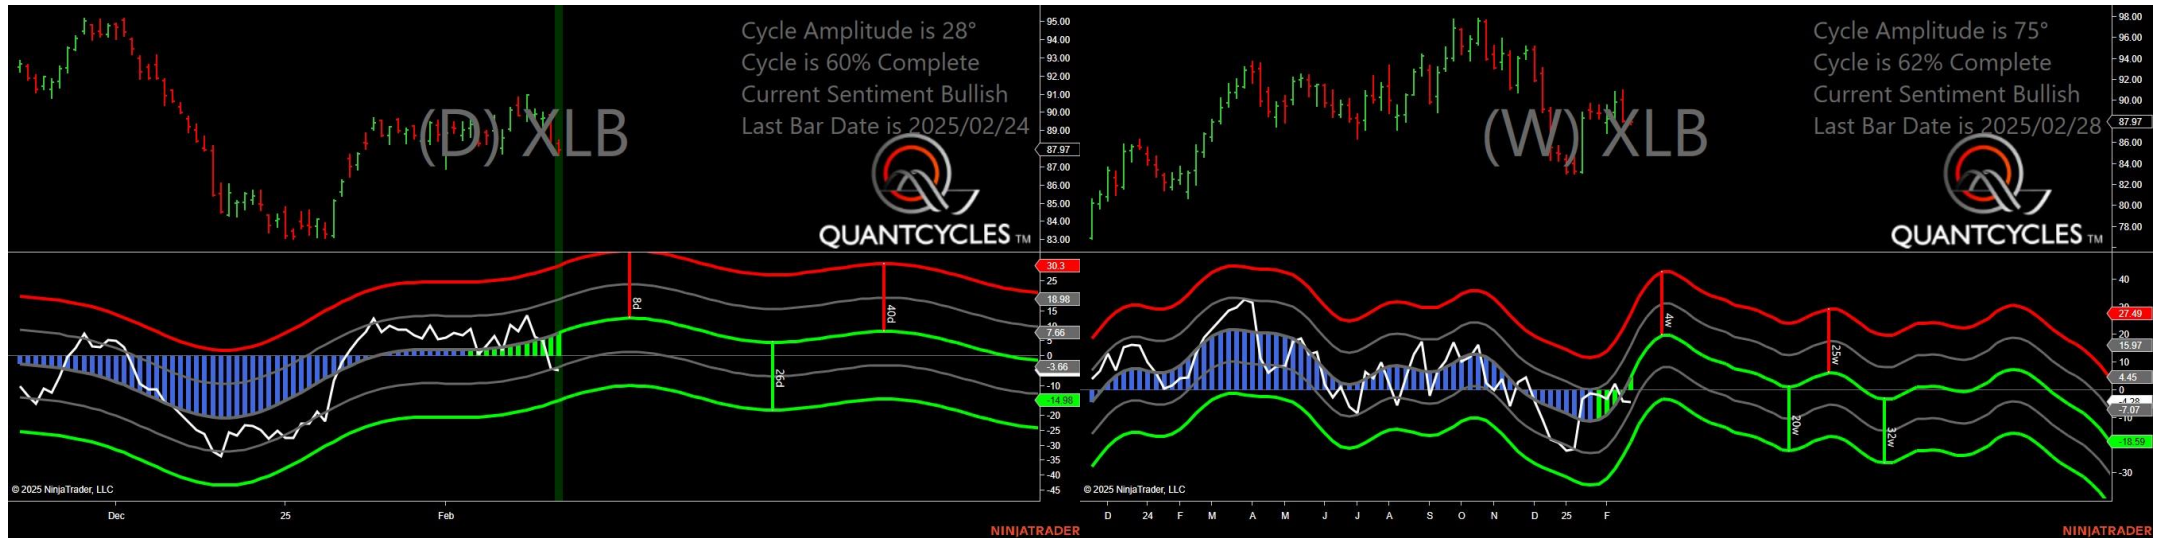 Cycle Amplitude is 28°
Cycle is 60% Complete
Current Sentiment Bullish
Last Bar Date is 2025/02/24
(D) XLB
QUANTCYCLES TM
95.00
94.00
93.00
92.00
91.00
90.00
89.00
87.97
87.00
86.00
85.00
84.00
83.00
30.3
25
18.98
15
7.66
5
0
-3.66
-10
-14.98
-20
-25
-30
-35
-40
-45
8d
40d
26d
© 2025 NinjaTrader, LLC
Dec
25
Feb
NINJATRADER
Cycle Amplitude is 75°
Cycle is 62% Complete
Current Sentiment Bullish
Last Bar Date is 2025/02/28
(W) XLB
QUANTCYCLES TM
98.00
96.00
94.00
92.00
90.00
87.97
86.00
84.00
82.00
80.00
78.00
40
27.49
20
15.97
10
4.45
0
-4.28
-7.07
-18.59
-30
4w
25w
20w
32w
© 2025 NinjaTrader, LLC
D
24
F
M
A
M
J
J
A
S
O
N
D
25
F
NINJATRADER